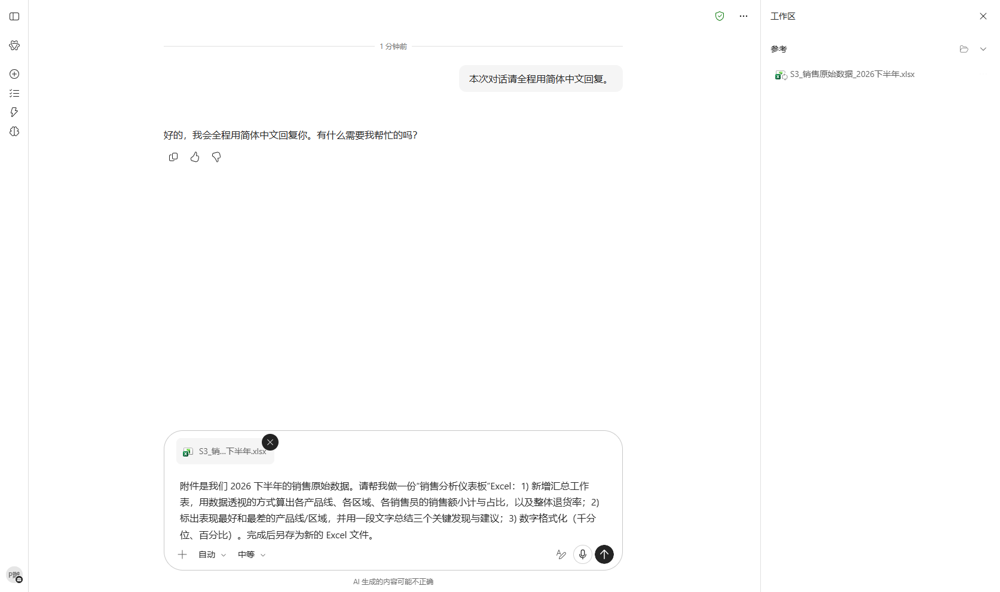 工作区
1 分钟前
参考
本次对话请全程用简体中文回复。
S3_销售原始数据_2026下半年.xlsx
好的，我会全程用简体中文回复你。有什么需要我帮忙的吗？
S3_销...下半年.xlsx
附件是我们 2026 下半年的销售原始数据。请帮我做一份“销售分析仪表板”Excel：1) 新增汇总工作
表，用数据透视的方式算出各产品线、各区域、各销售员的销售额小计与占比，以及整体退货率；2)
标出表现最好和最差的产品线/区域，并用一段文字总结三个关键发现与建议；3) 数字格式化（千分
位、百分比）。完成后另存为新的 Excel 文件。
自动
中等
P辦
AI 生成的内容可能不正确